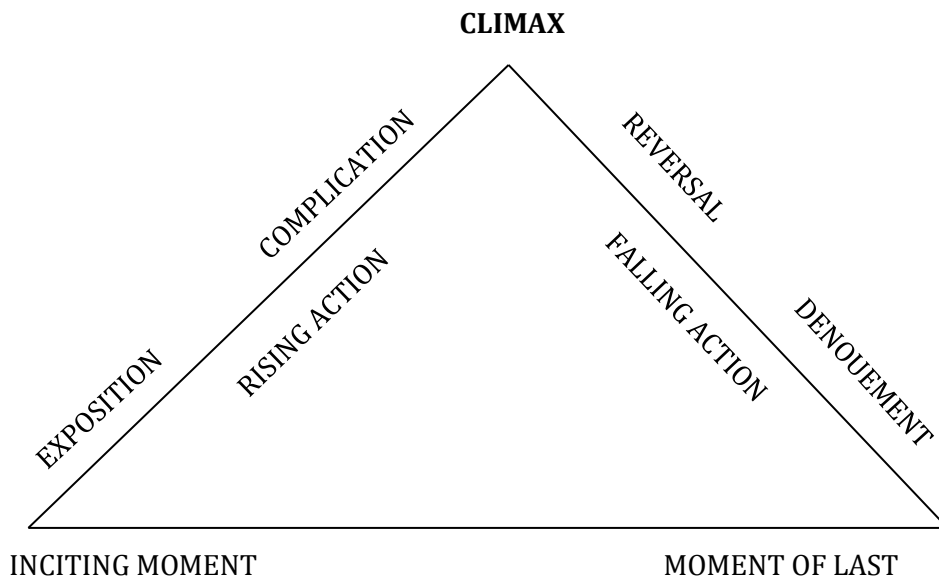 CLIMAX
COMPLICATION
REVERSAL
RISING ACTION
FALLING ACTION
EXPOSITION
DENOUEMENT
INCITING MOMENT
MOMENT OF LAST